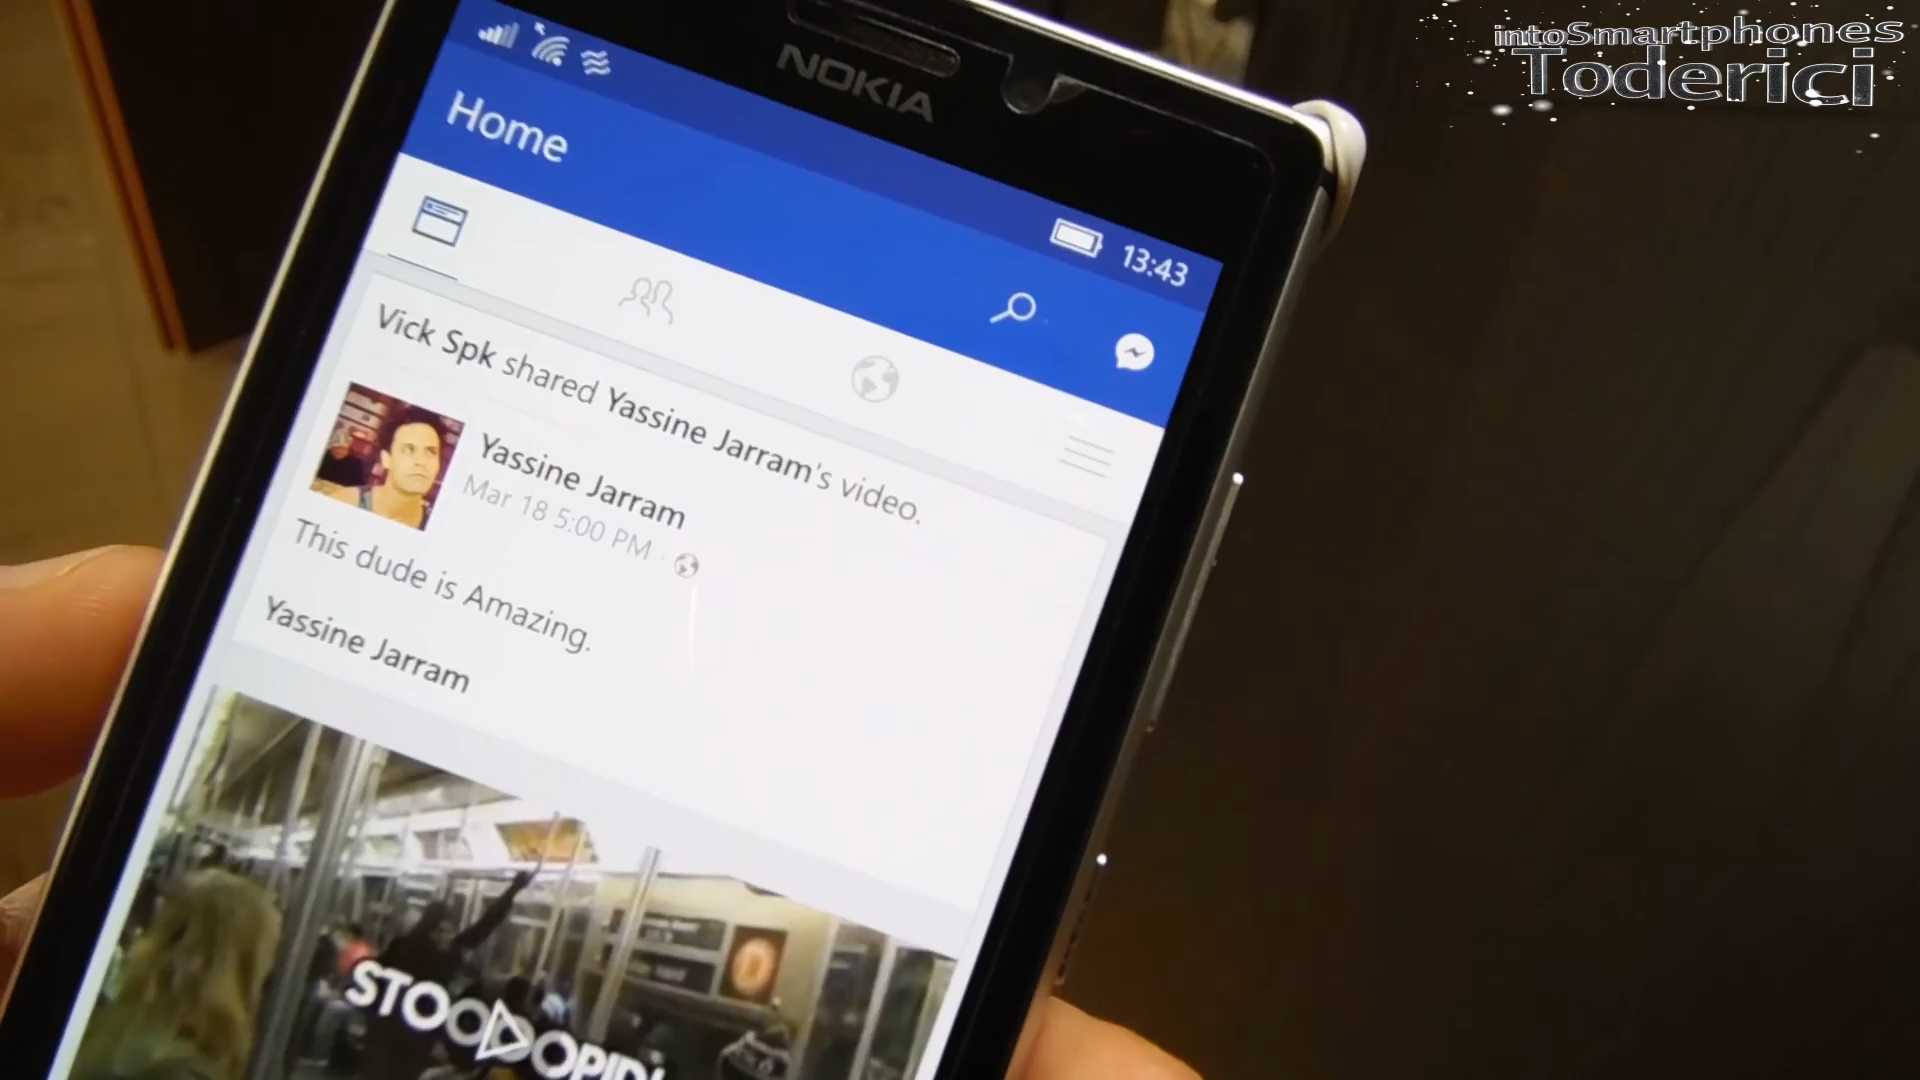 intoSmartphones
Toderici
NOKIA
13:43
Home
Vick Spk shared Yassine Jarram's video.
Yassine Jarram
Mar 18 5:00 PM ·
This dude is Amazing.
Yassine Jarram